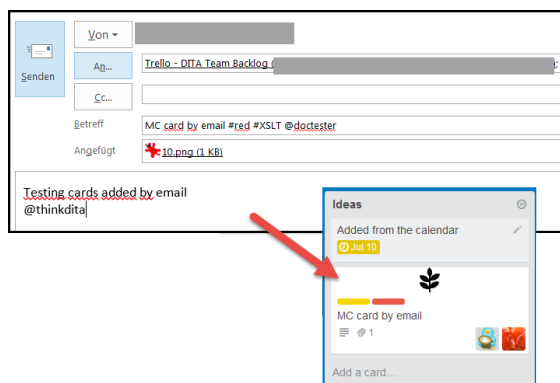 Von
Senden
An...
Trello - DITA Team Backlog (
);
Cc...
Betreff
MC card by email #red #XSLT @doctester
Angefügt
10.png (1 KB)
Testing cards added by email
@thinkdita
Ideas
Added from the calendar
Jul 10
MC card by email
1
Add a card...